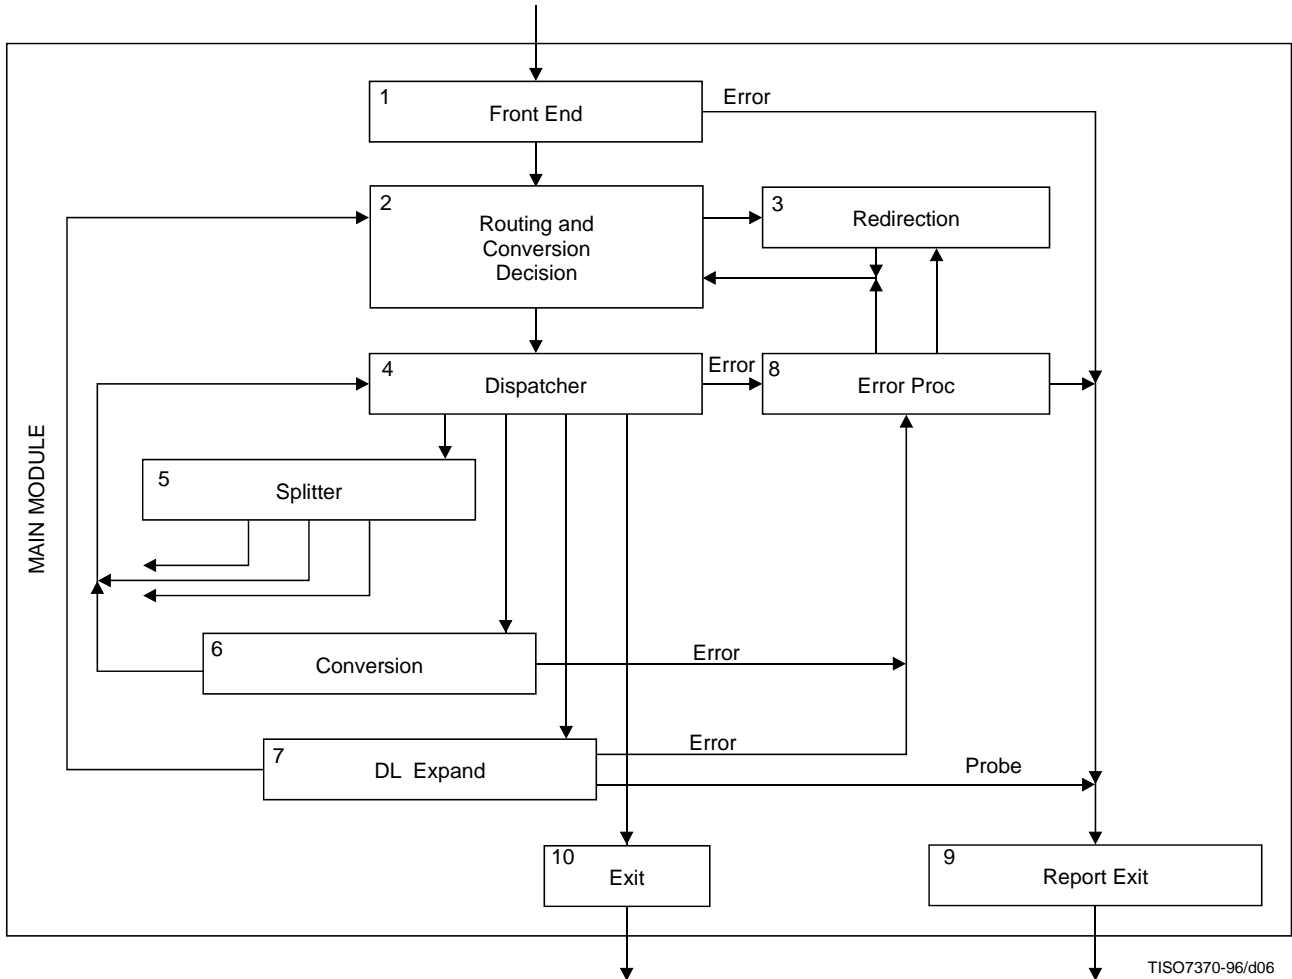 1
Front End
Error
2
Routing and
Conversion
Decision
3
Redirection
4
Dispatcher
Error
8
Error Proc
MAIN MODULE
5
Splitter
6
Conversion
Error
7
DL Expand
Error
Probe
10
Exit
9
Report Exit
TISO7370-96/d06